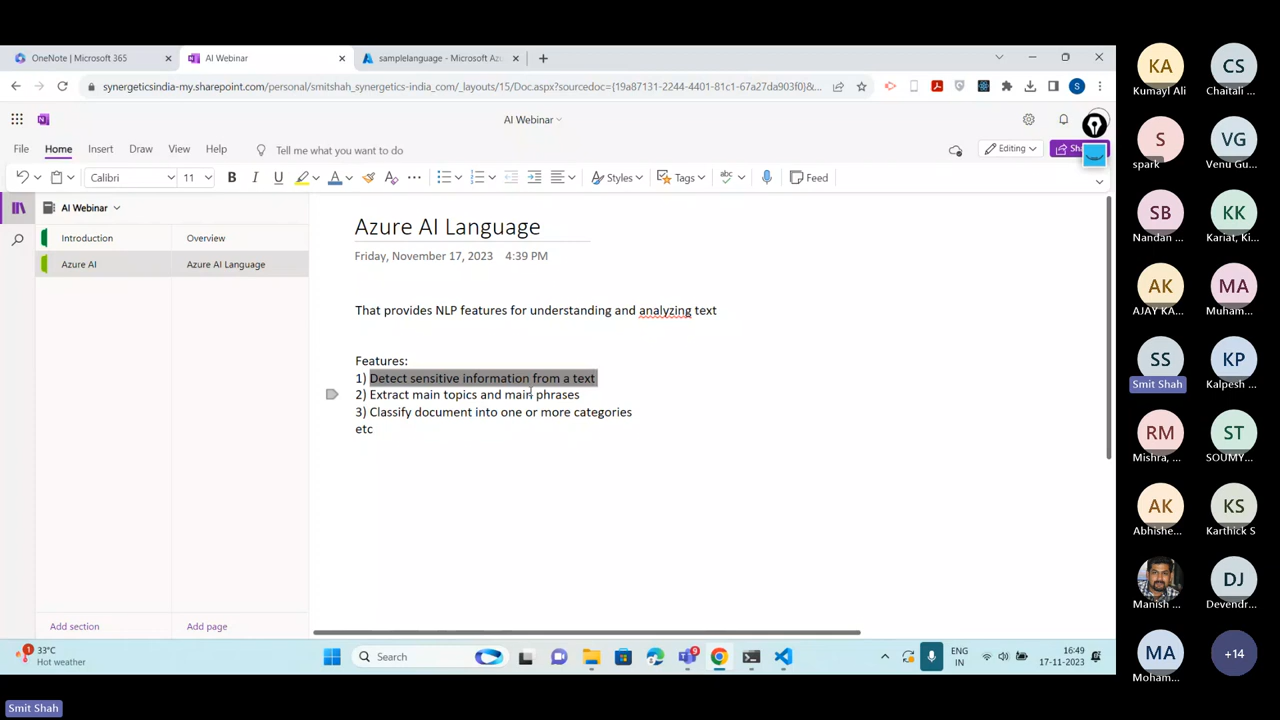 OneNote | Microsoft 365
AI Webinar
samplelanguage - Microsoft Az
synergeticsindia-my.sharepoint.com/personal/smitshah_synergetics-india_com/_layouts/15/Doc.aspx?sourcedoc={19a87131-2244-4401-81c1-67a27da903f0}&...
S
AI Webinar
File Home Insert Draw View Help Tell me what you want to do
Editing
Sha
Calibri 11 B I U A Styles Tags Feed
AI Webinar
Introduction Overview
Azure AI Azure AI Language
Add section Add page
Azure AI Language
Friday, November 17, 2023 4:39 PM
That provides NLP features for understanding and analyzing text
Features:
1) Detect sensitive information from a text
2) Extract main topics and main phrases
3) Classify document into one or more categories
etc
1
33°C
Hot weather
Search
9
ENG
IN
16:49
17-11-2023
KA CS
Kumayl Ali Chaitali ...
S VG
spark Venu Gu...
SB KK
Nandan ... Kariat, Ki...
AK MA
AJAY KA... Muham...
SS KP
Smit Shah Kalpesh ...
RM ST
Mishra, ... SOUMY...
AK KS
Abhishe... Karthick S
DJ
Manish ... Devendr...
MA +14
Moham...
Smit Shah